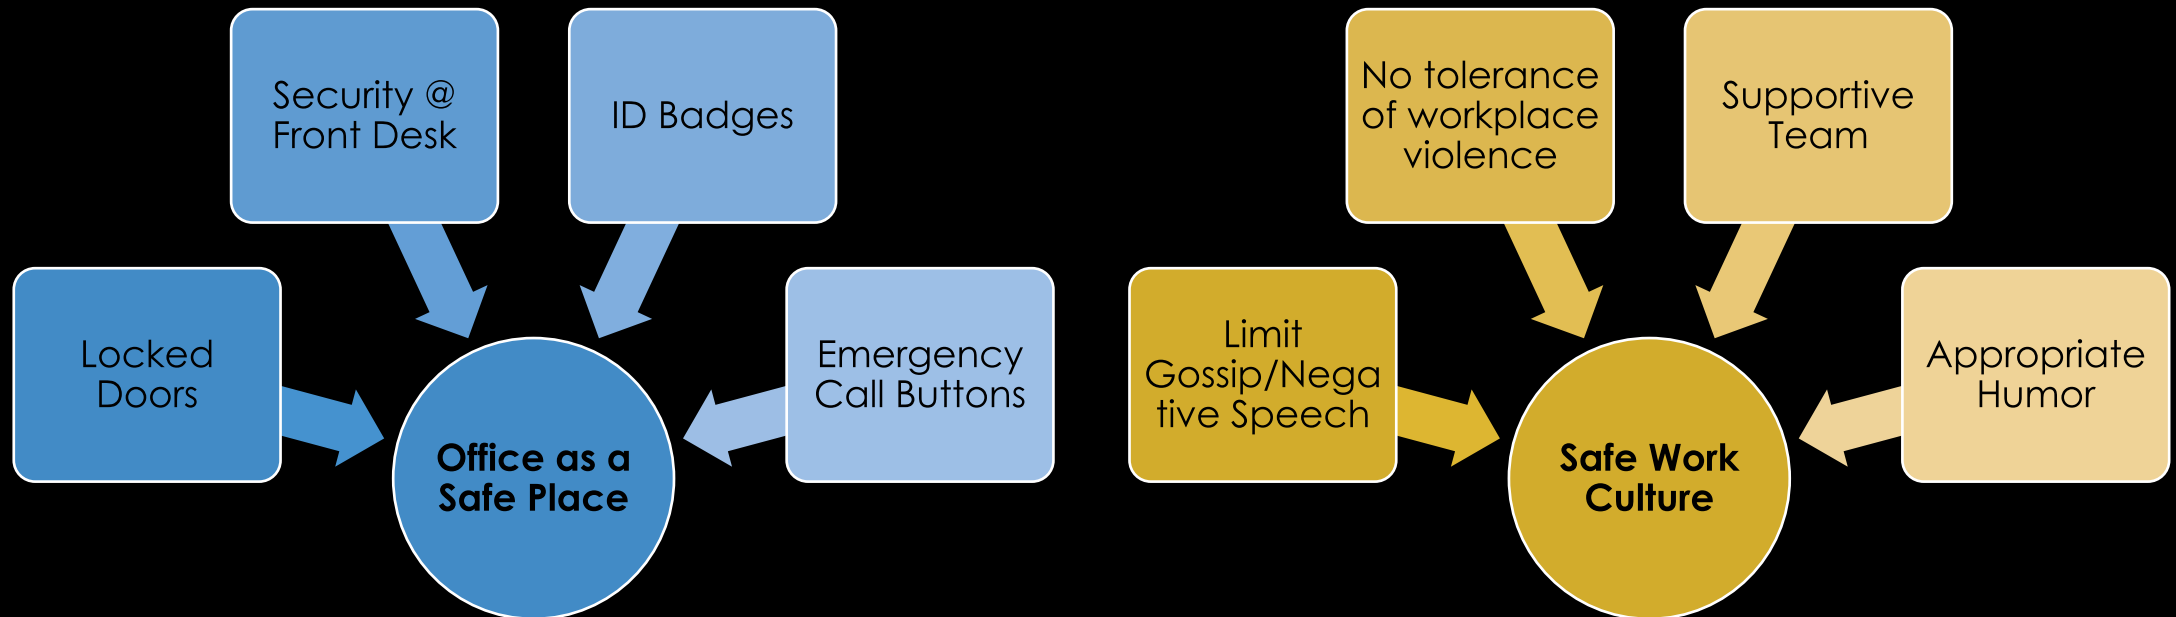 Security @
Front Desk
ID Badges
Locked
Doors
Emergency
Call Buttons
Office as a
Safe Place
No tolerance
of workplace
violence
Supportive
Team
Limit
Gossip/Nega
tive Speech
Appropriate
Humor
Safe Work
Culture